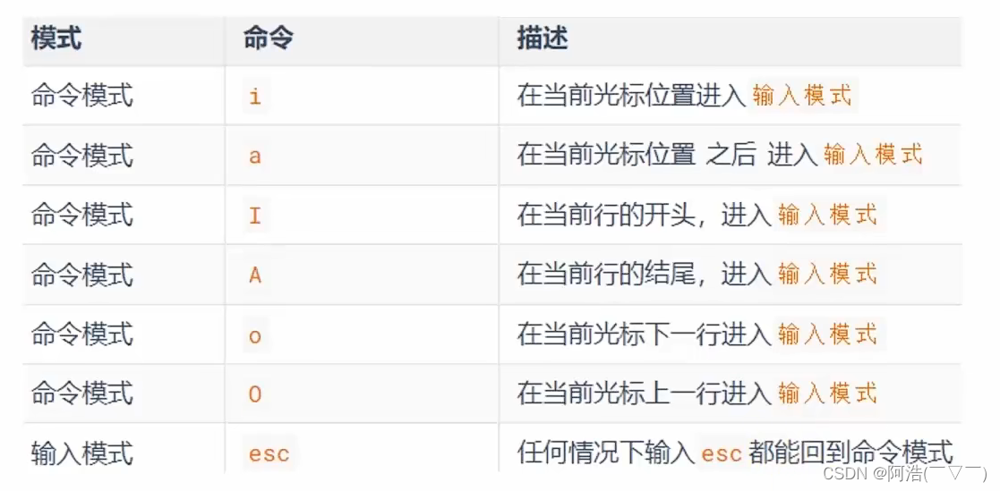 模式 命令 描述
命令模式 i 在当前光标位置进入 输入模式
命令模式 a 在当前光标位置 之后 进入 输入模式
命令模式 I 在当前行的开头，进入 输入模式
命令模式 A 在当前行的结尾，进入 输入模式
命令模式 o 在当前光标下一行进入 输入模式
命令模式 O 在当前光标上一行进入 输入模式
输入模式 esc 任何情况下输入 esc 都能回到命令模式
CSDN @阿浩(￣▽￣)